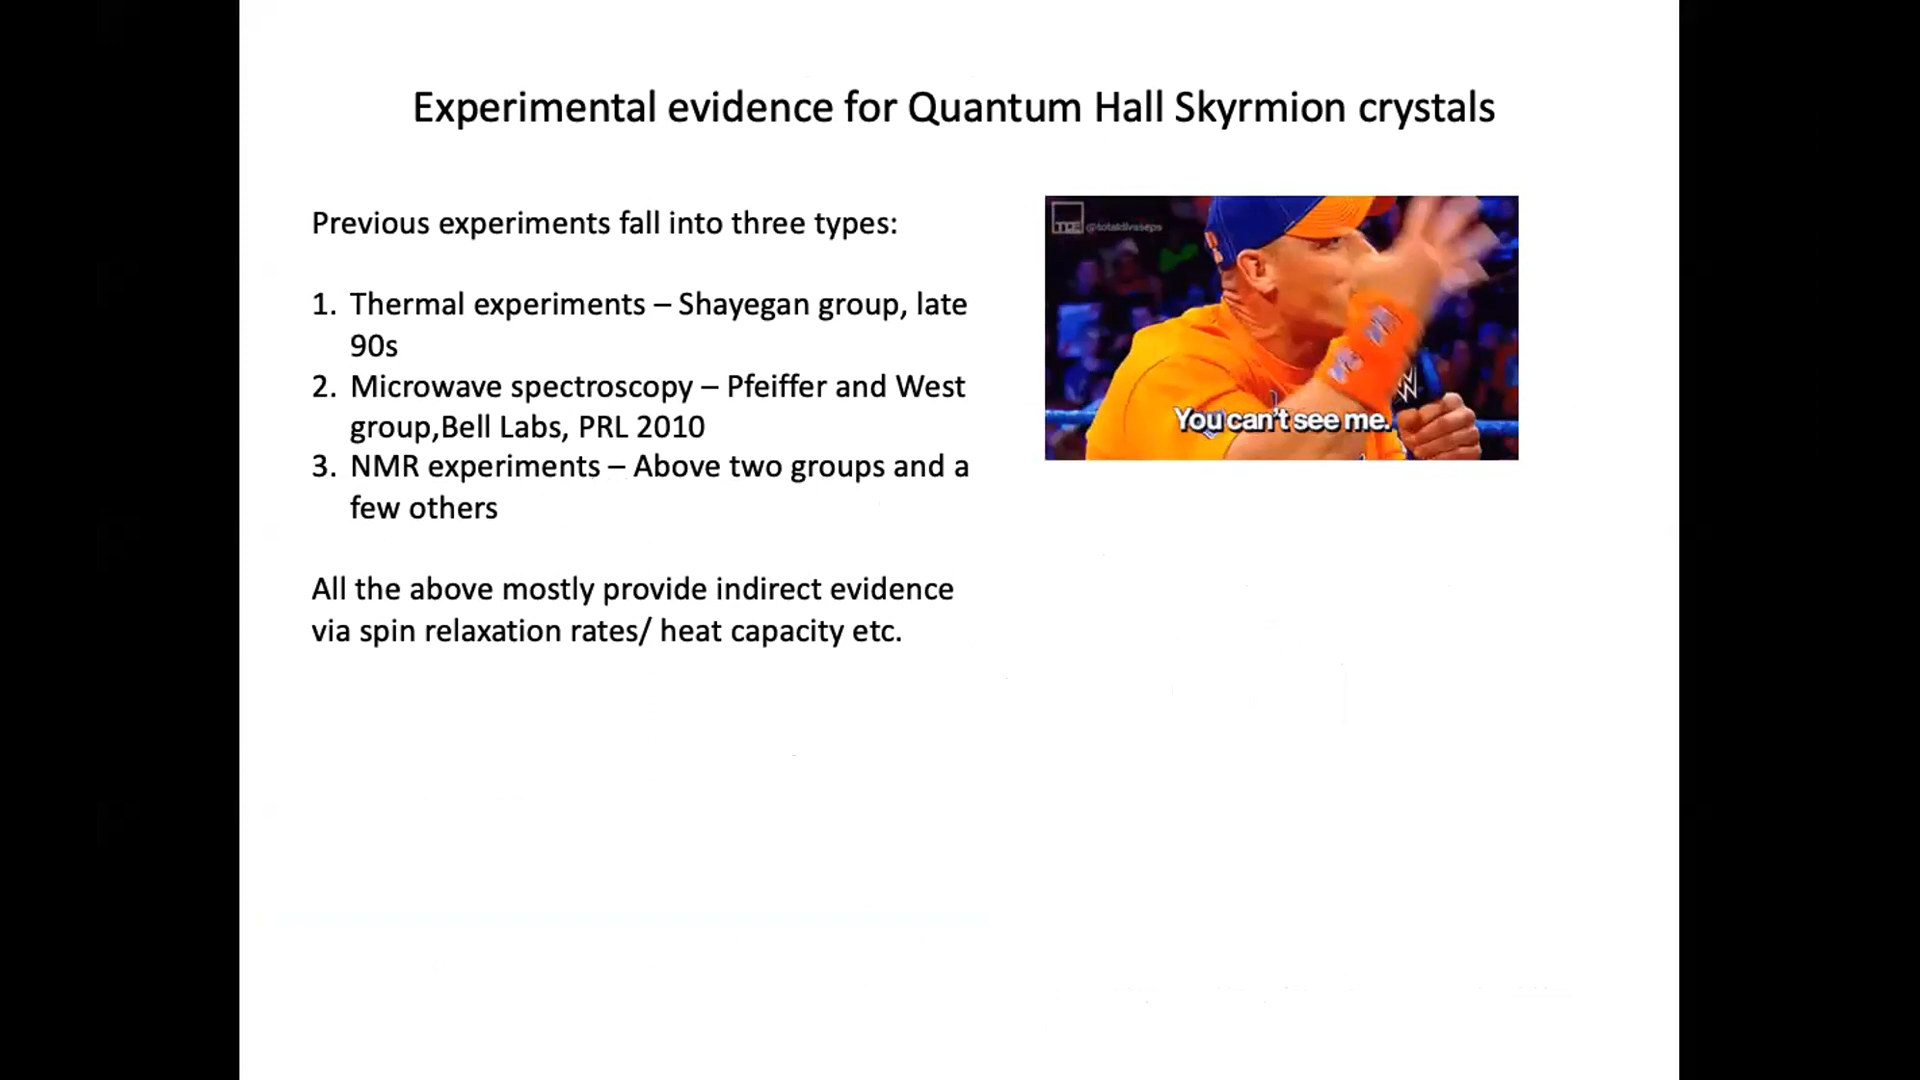 Experimental evidence for Quantum Hall Skyrmion crystals
Previous experiments fall into three types:
1. Thermal experiments – Shayegan group, late
90s
2. Microwave spectroscopy – Pfeiffer and West
group,Bell Labs, PRL 2010
3. NMR experiments – Above two groups and a
few others
All the above mostly provide indirect evidence
via spin relaxation rates/ heat capacity etc.
@totaldivaseps
You can't see me.
W